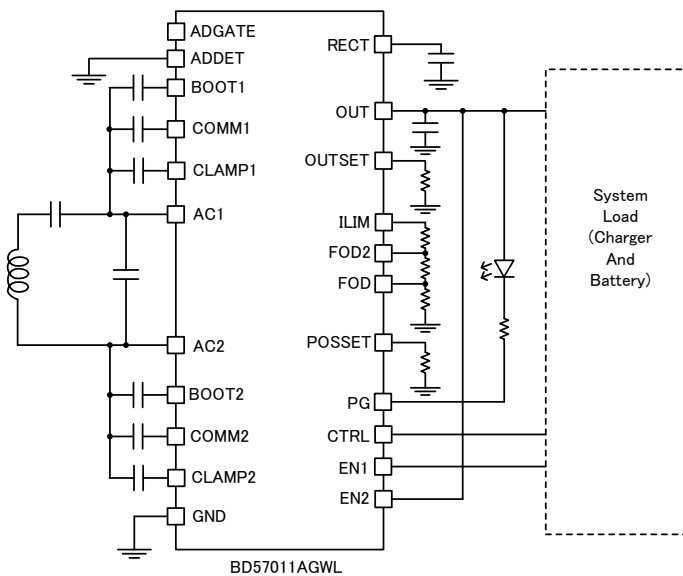 ADGATE
ADDET
BOOT1
COMM1
CLAMP1
AC1
AC2
BOOT2
COMM2
CLAMP2
GND
RECT
OUT
OUTSET
ILIM
FOD2
FOD
POSSET
PG
CTRL
EN1
EN2
System
Load
(Charger
And
Battery)
BD57011AGWL